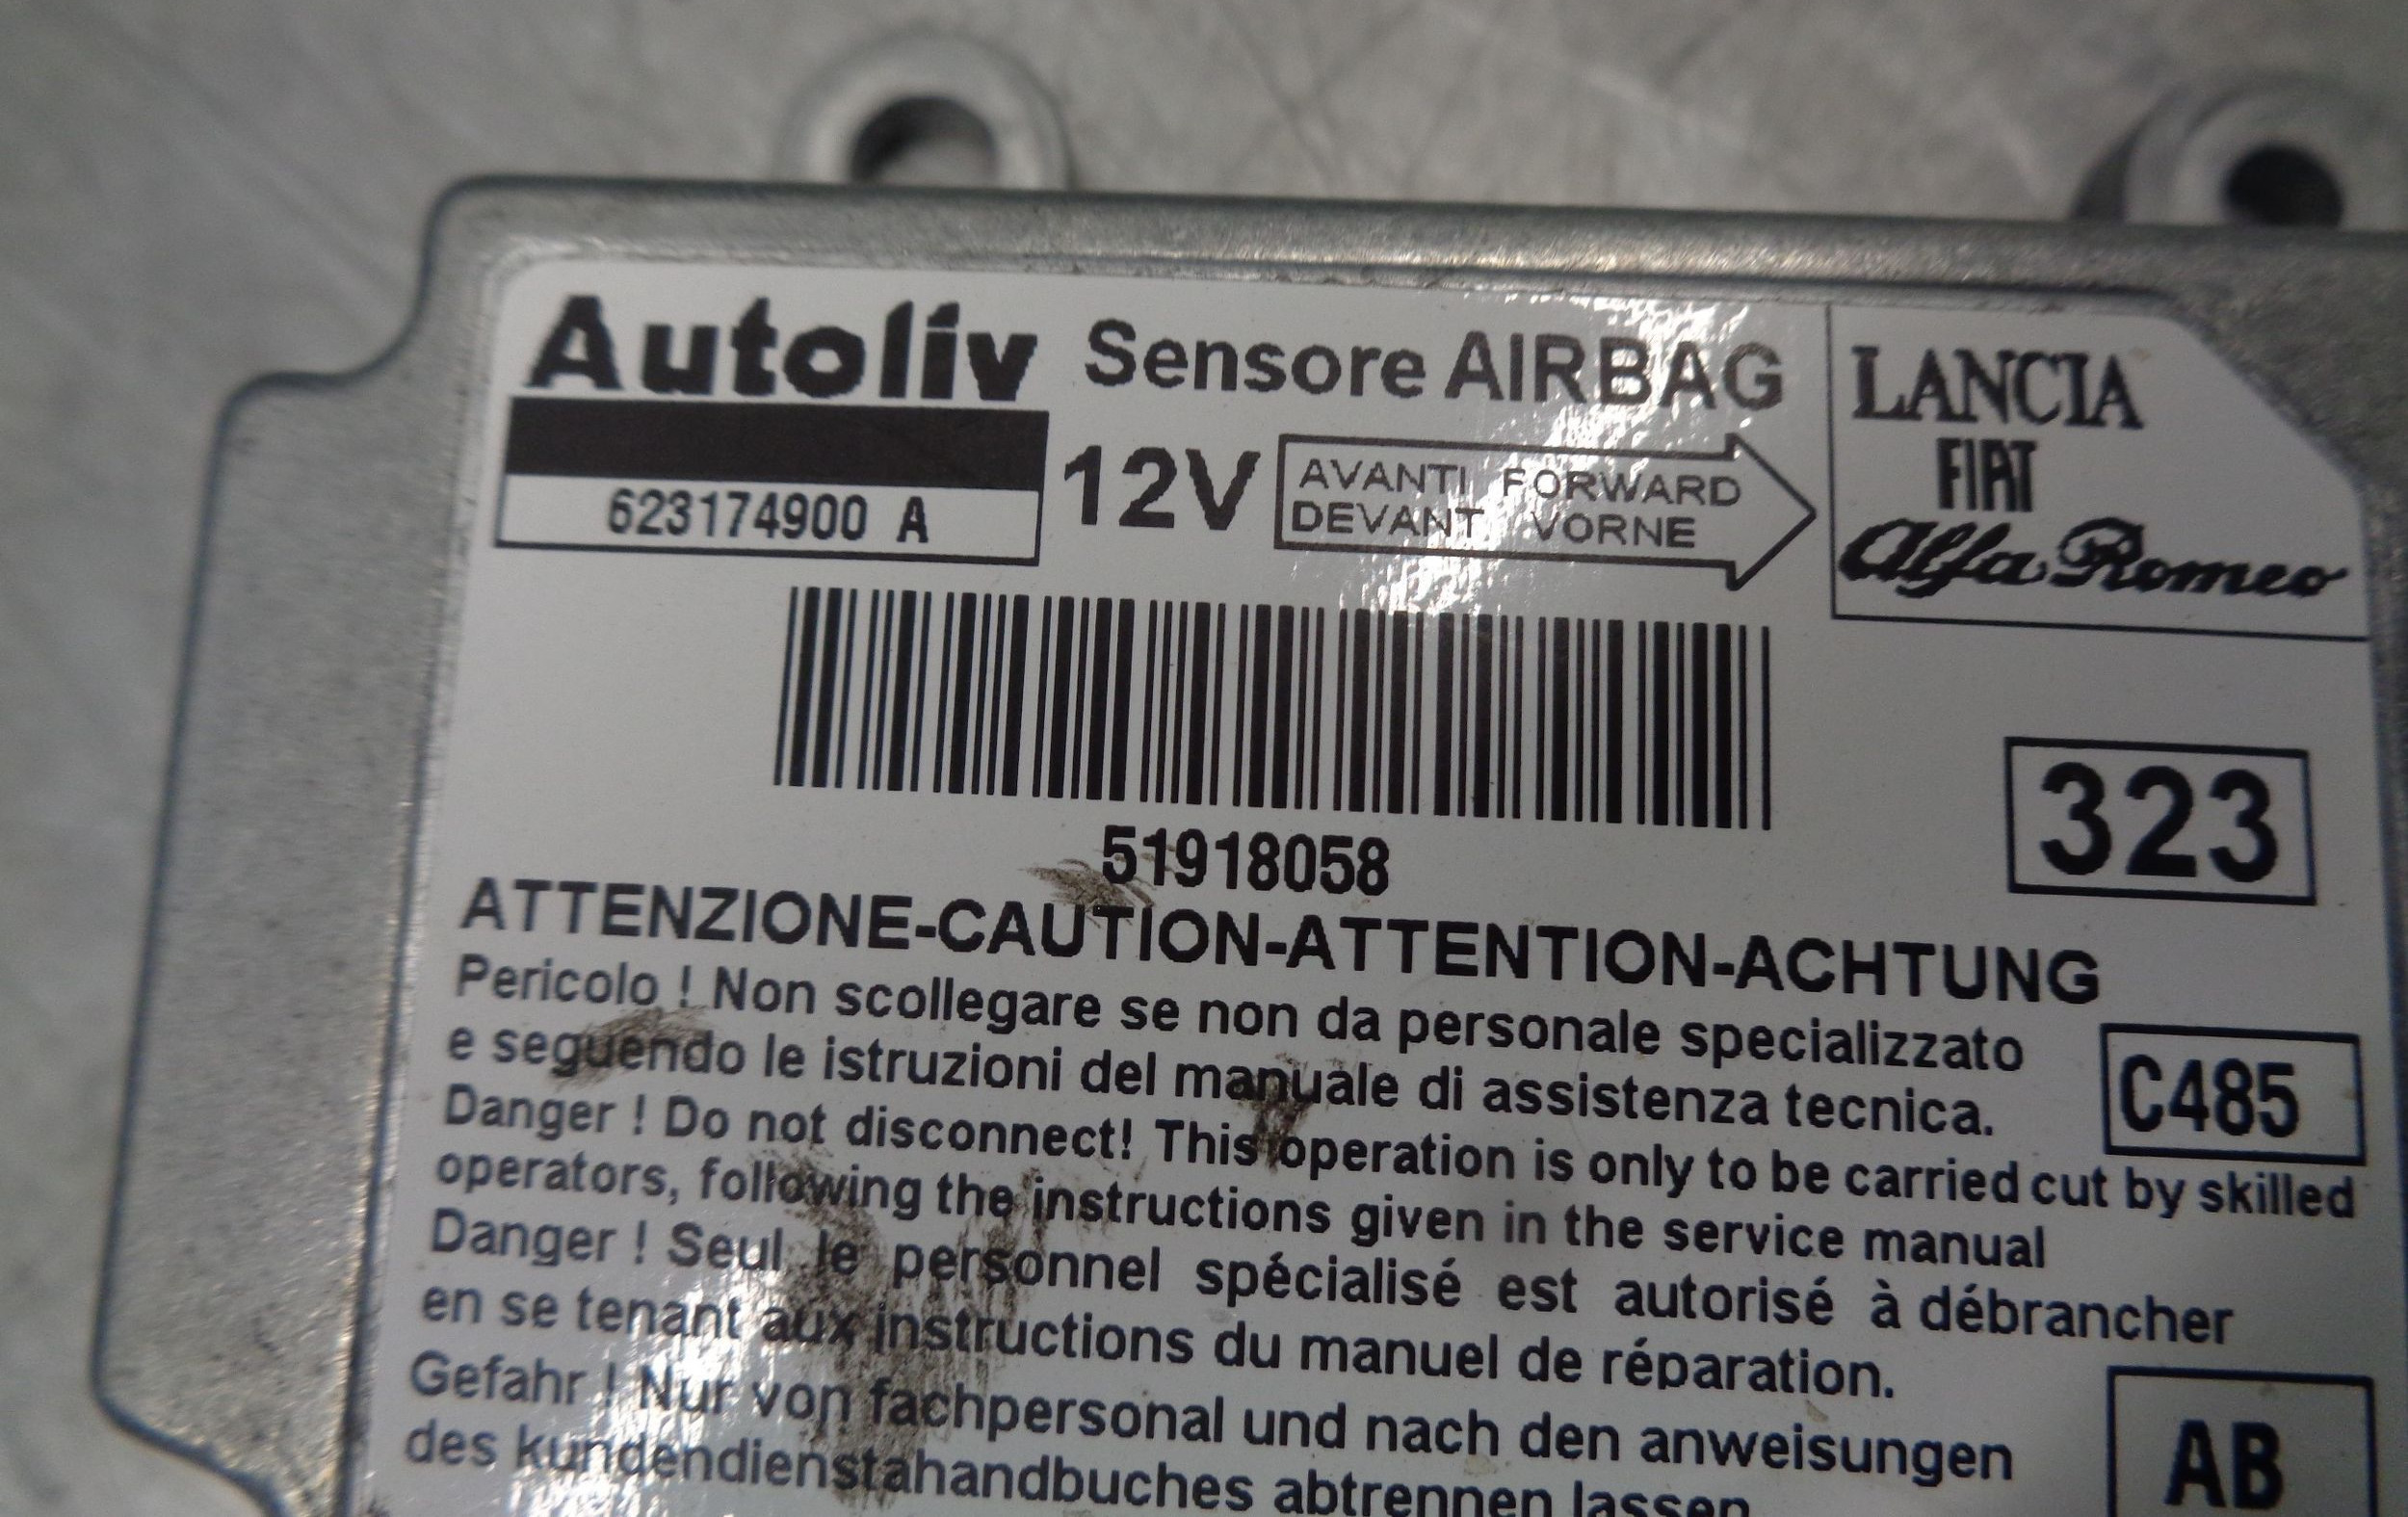 Autoliv Sensore AIRBAG
623174900 A
12V
AVANTI FORWARD
DEVANT VORNE
LANCIA
FIAT
Alfa Romeo
51918058
323
ATTENZIONE-CAUTION-ATTENTION-ACHTUNG
Pericolo ! Non scollegare se non da personale specializzato
e seguendo le istruzioni del manuale di assistenza tecnica.
C485
Danger ! Do not disconnect! This operation is only to be carried cut by skilled
operators, following the instructions given in the service manual
Danger ! Seul le personnel spécialisé est autorisé à débrancher
en se tenant aux instructions du manuel de réparation.
Gefahr ! Nur von fachpersonal und nach den anweisungen
des kundendienstahandbuches abtrennen lassen
AB